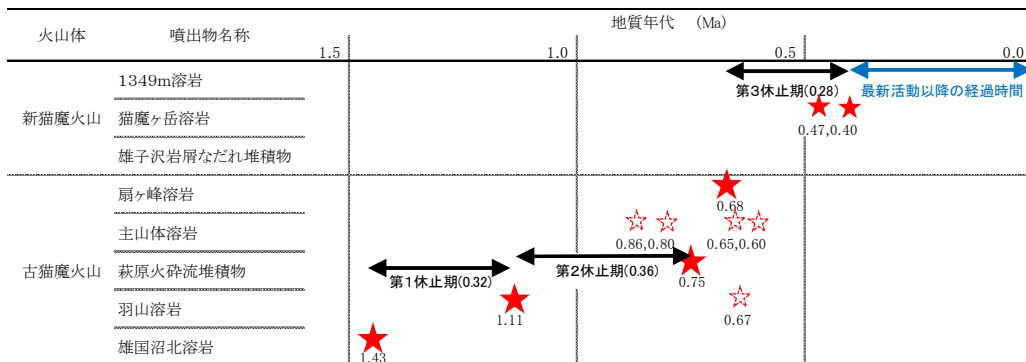 火山体 噴出物名称 地質年代 (Ma)
1.5 1.0 0.5 0.0
1349m溶岩
第3休止期(0.28) 最新活動以降の経過時間
新猫魔火山 猫魔ヶ岳溶岩
0.47,0.40
雄子沢岩屑なだれ堆積物
扇ヶ峰溶岩
0.68
主山体溶岩
0.86,0.80 0.65,0.60
古猫魔火山 萩原火砕流堆積物
第1休止期(0.32) 第2休止期(0.36) 0.75
羽山溶岩
1.11 0.67
雄国沼北溶岩
1.43